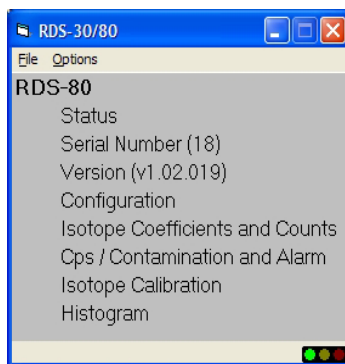 RDS-30/80
File Options
RDS-80
Status
Serial Number (18)
Version (v1.02.019)
Configuration
Isotope Coefficients and Counts
Cps / Contamination and Alarm
Isotope Calibration
Histogram